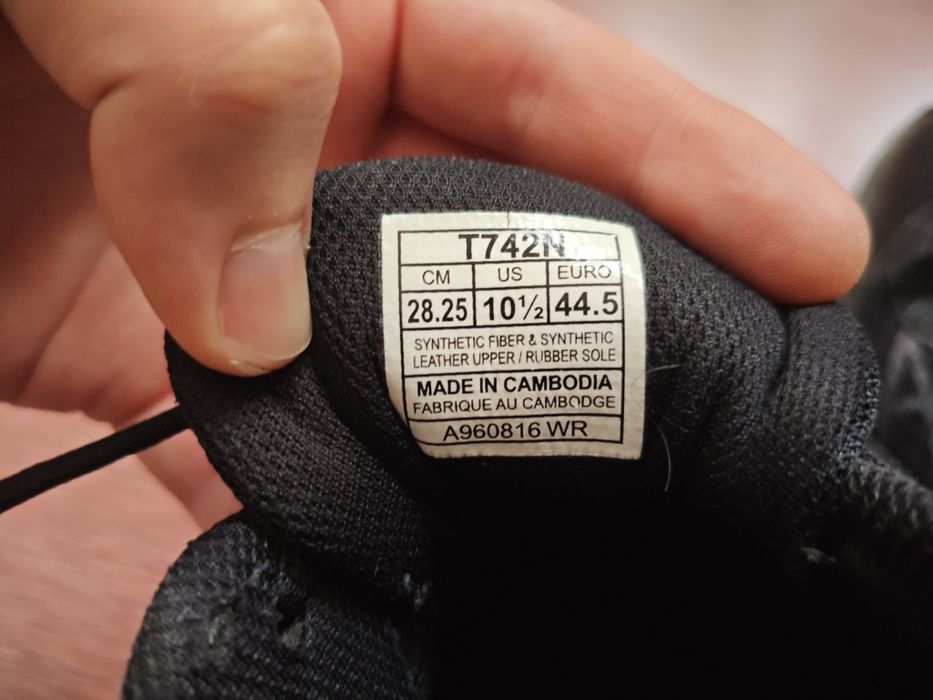 T742N
CM US EURO
28.25 10½ 44.5
SYNTHETIC FIBER & SYNTHETIC
LEATHER UPPER / RUBBER SOLE
MADE IN CAMBODIA
FABRIQUE AU CAMBODGE
A960816 WR